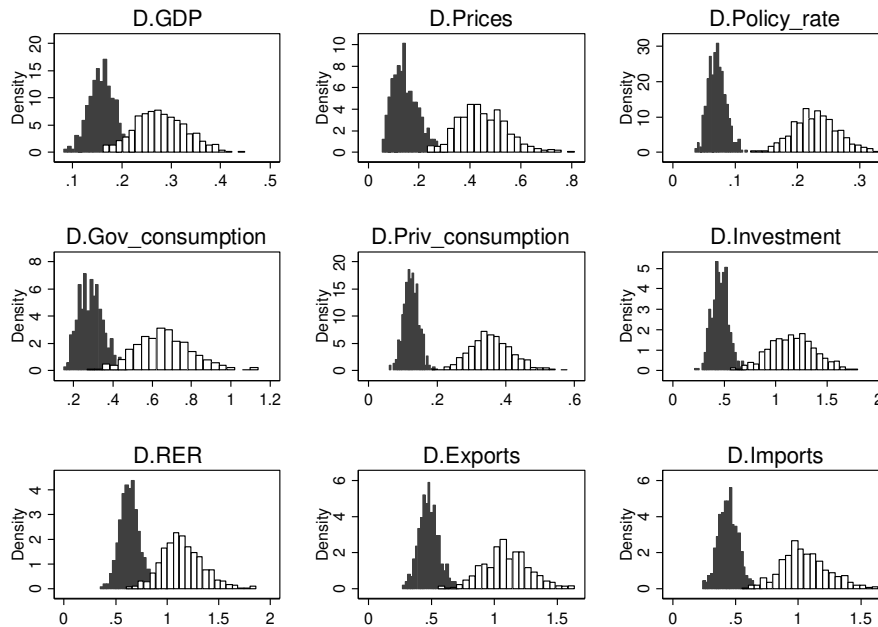 D.GDP
Density
20
15
10
5
0
.1 .2 .3 .4 .5
D.Prices
Density
10
8
6
4
2
0
0 .2 .4 .6 .8
D.Policy_rate
Density
30
20
10
0
0 .1 .2 .3
D.Gov_consumption
Density
8
6
4
2
0
.2 .4 .6 .8 1 1.2
D.Priv_consumption
Density
20
15
10
5
0
0 .2 .4 .6
D.Investment
Density
5
4
3
2
1
0
0 .5 1 1.5 2
D.RER
Density
4
3
2
1
0
0 .5 1 1.5 2
D.Exports
Density
6
4
2
0
0 .5 1 1.5
D.Imports
Density
6
4
2
0
0 .5 1 1.5